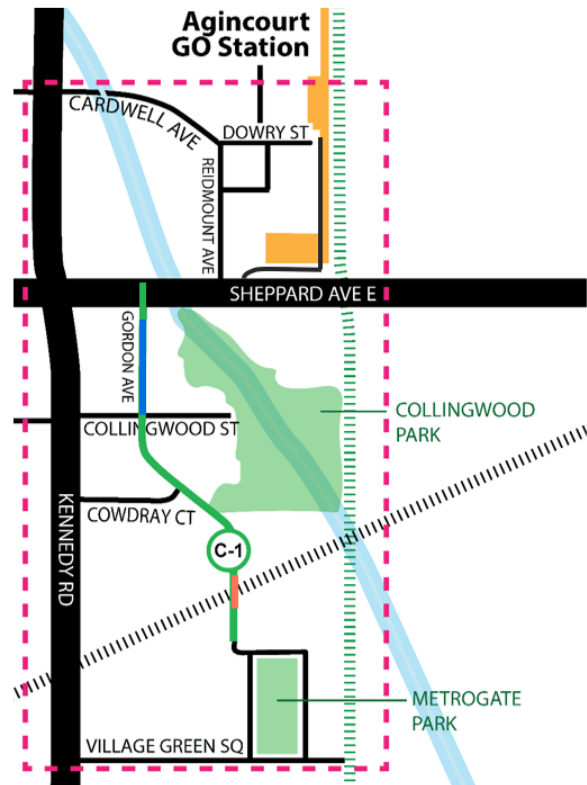 Agincourt
GO Station
CARDWELL AVE
DOWRY ST
REIDMOUNT AVE
SHEPPARD AVE E
GORDON AVE
COLLINGWOOD
PARK
COLLINGWOOD ST
KENNEDY RD
COWDRAY CT
C-1
METROGATE
PARK
VILLAGE GREEN SQ